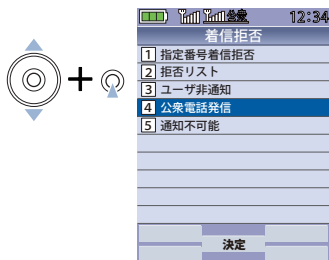 公衆 12:34
着信拒否
1 指定番号着信拒否
2 拒否リスト
3 ユーザ非通知
4 公衆電話発信
5 通知不可能
決定